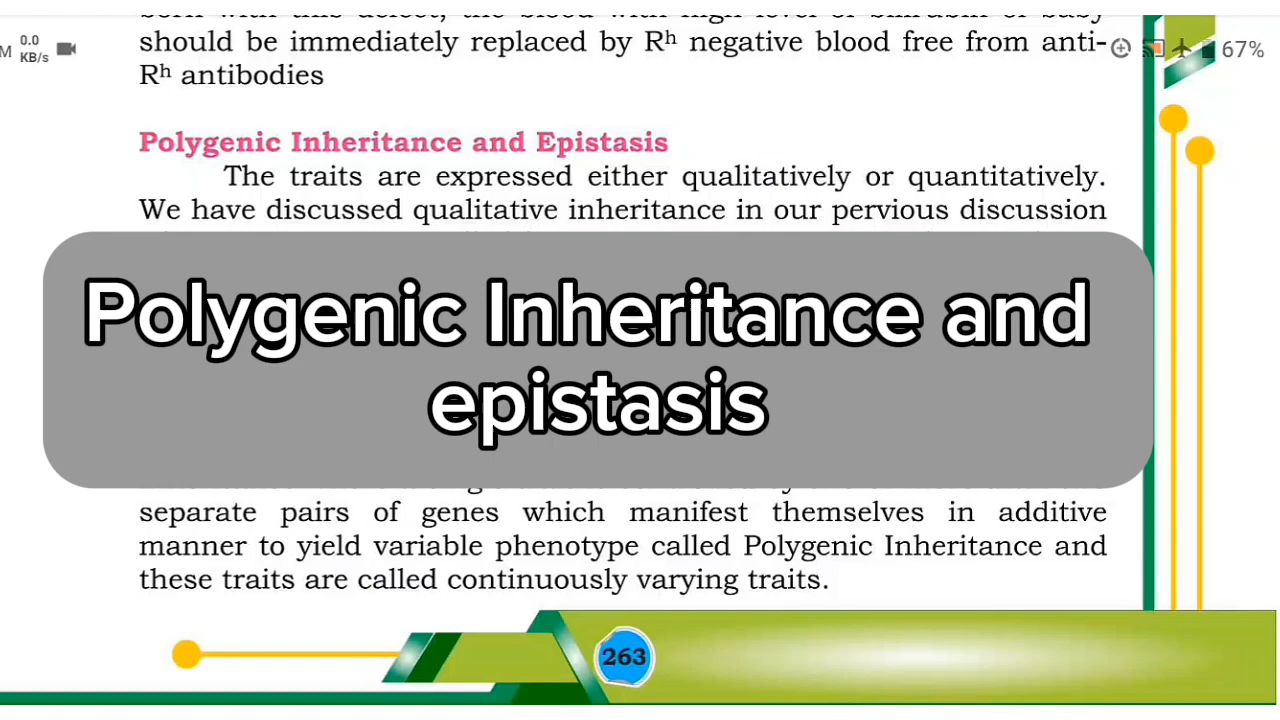 M 0.0 KB/s 67%
should be immediately replaced by Rh negative blood free from anti-
Rh antibodies
Polygenic Inheritance and Epistasis
The traits are expressed either qualitatively or quantitatively.
We have discussed qualitative inheritance in our pervious discussion
Polygenic Inheritance and
epistasis
separate pairs of genes which manifest themselves in additive
manner to yield variable phenotype called Polygenic Inheritance and
these traits are called continuously varying traits.
263